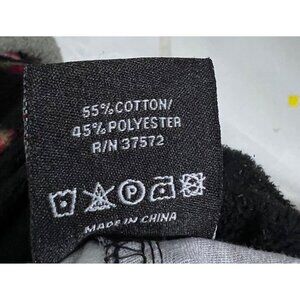 55% COTTON/
45% POLYESTER
R/N 37572
P
MADE IN CHINA